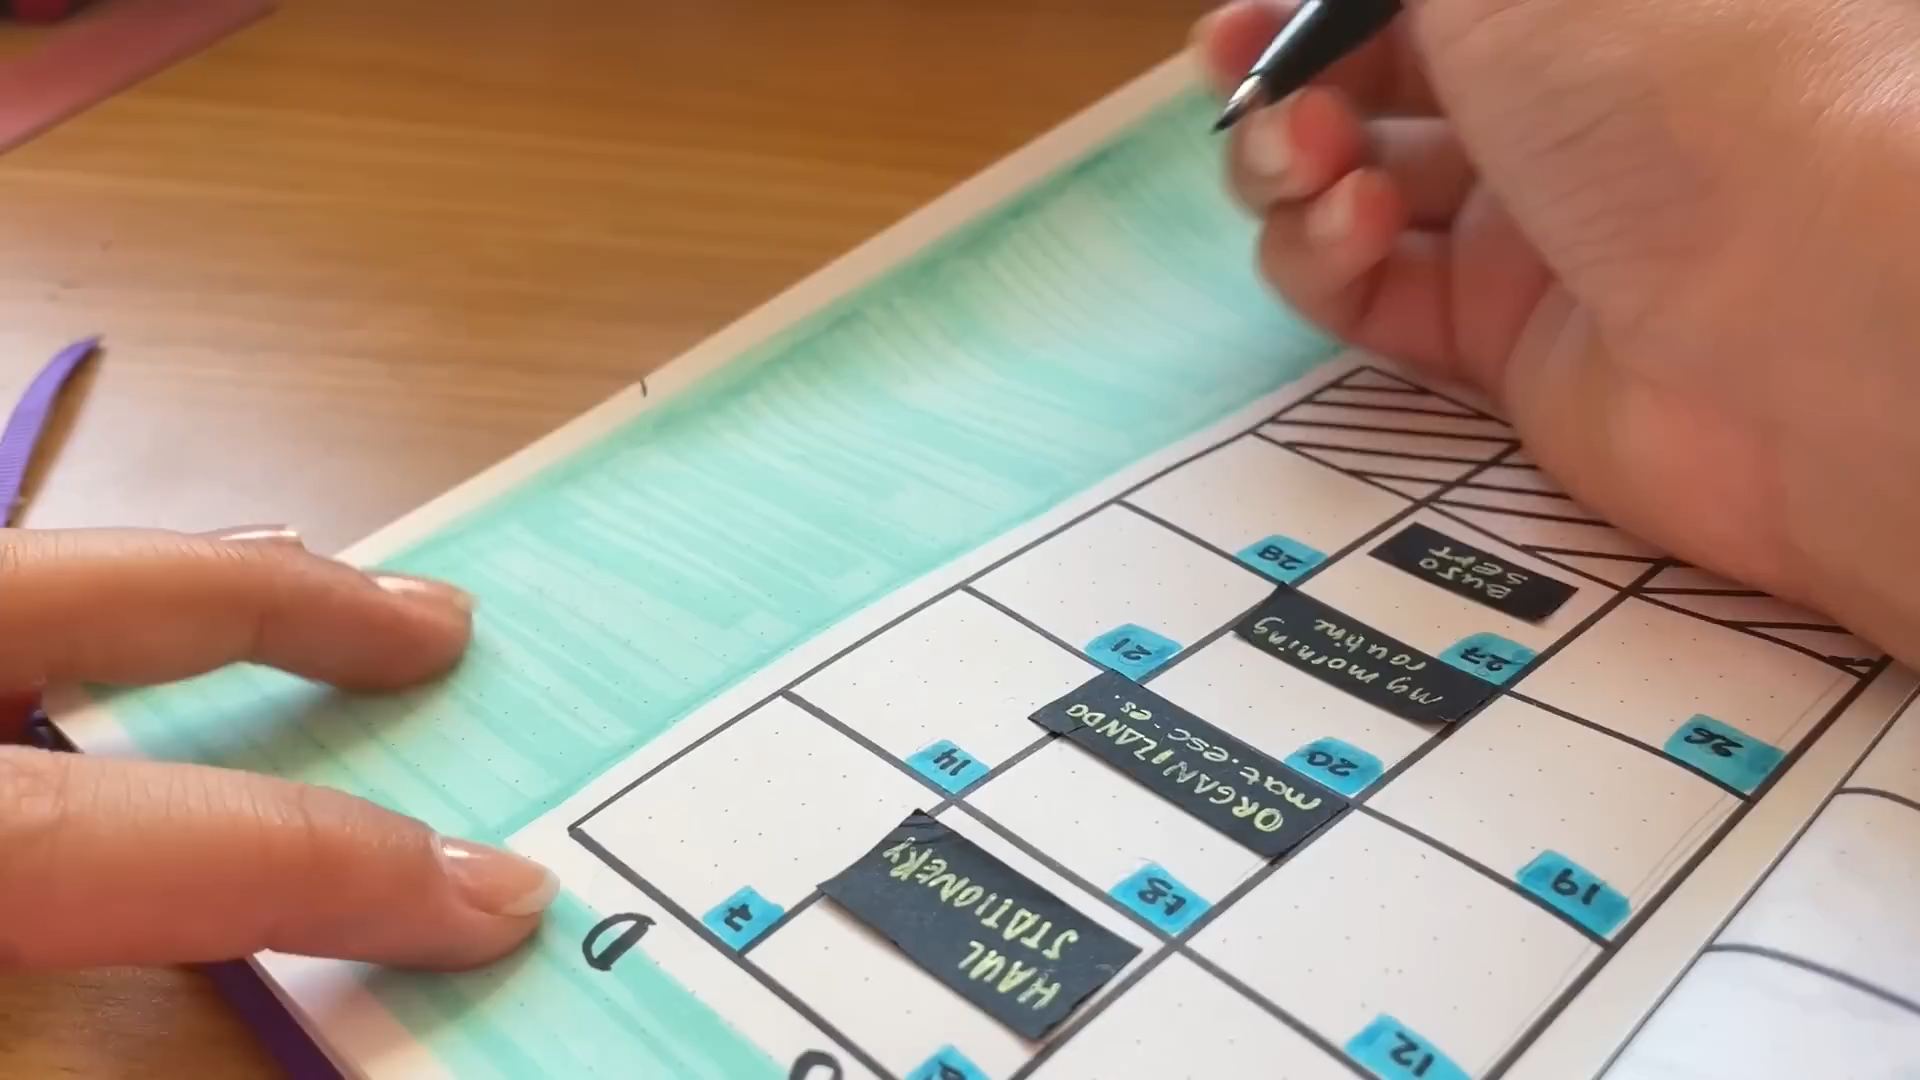 D
7
14
21
28
HAUL
STATIONERY
13
ORGANIZANDO
mat. esc-es.
20
my morning
routine
27
BUJO
SEPT
12
19
26